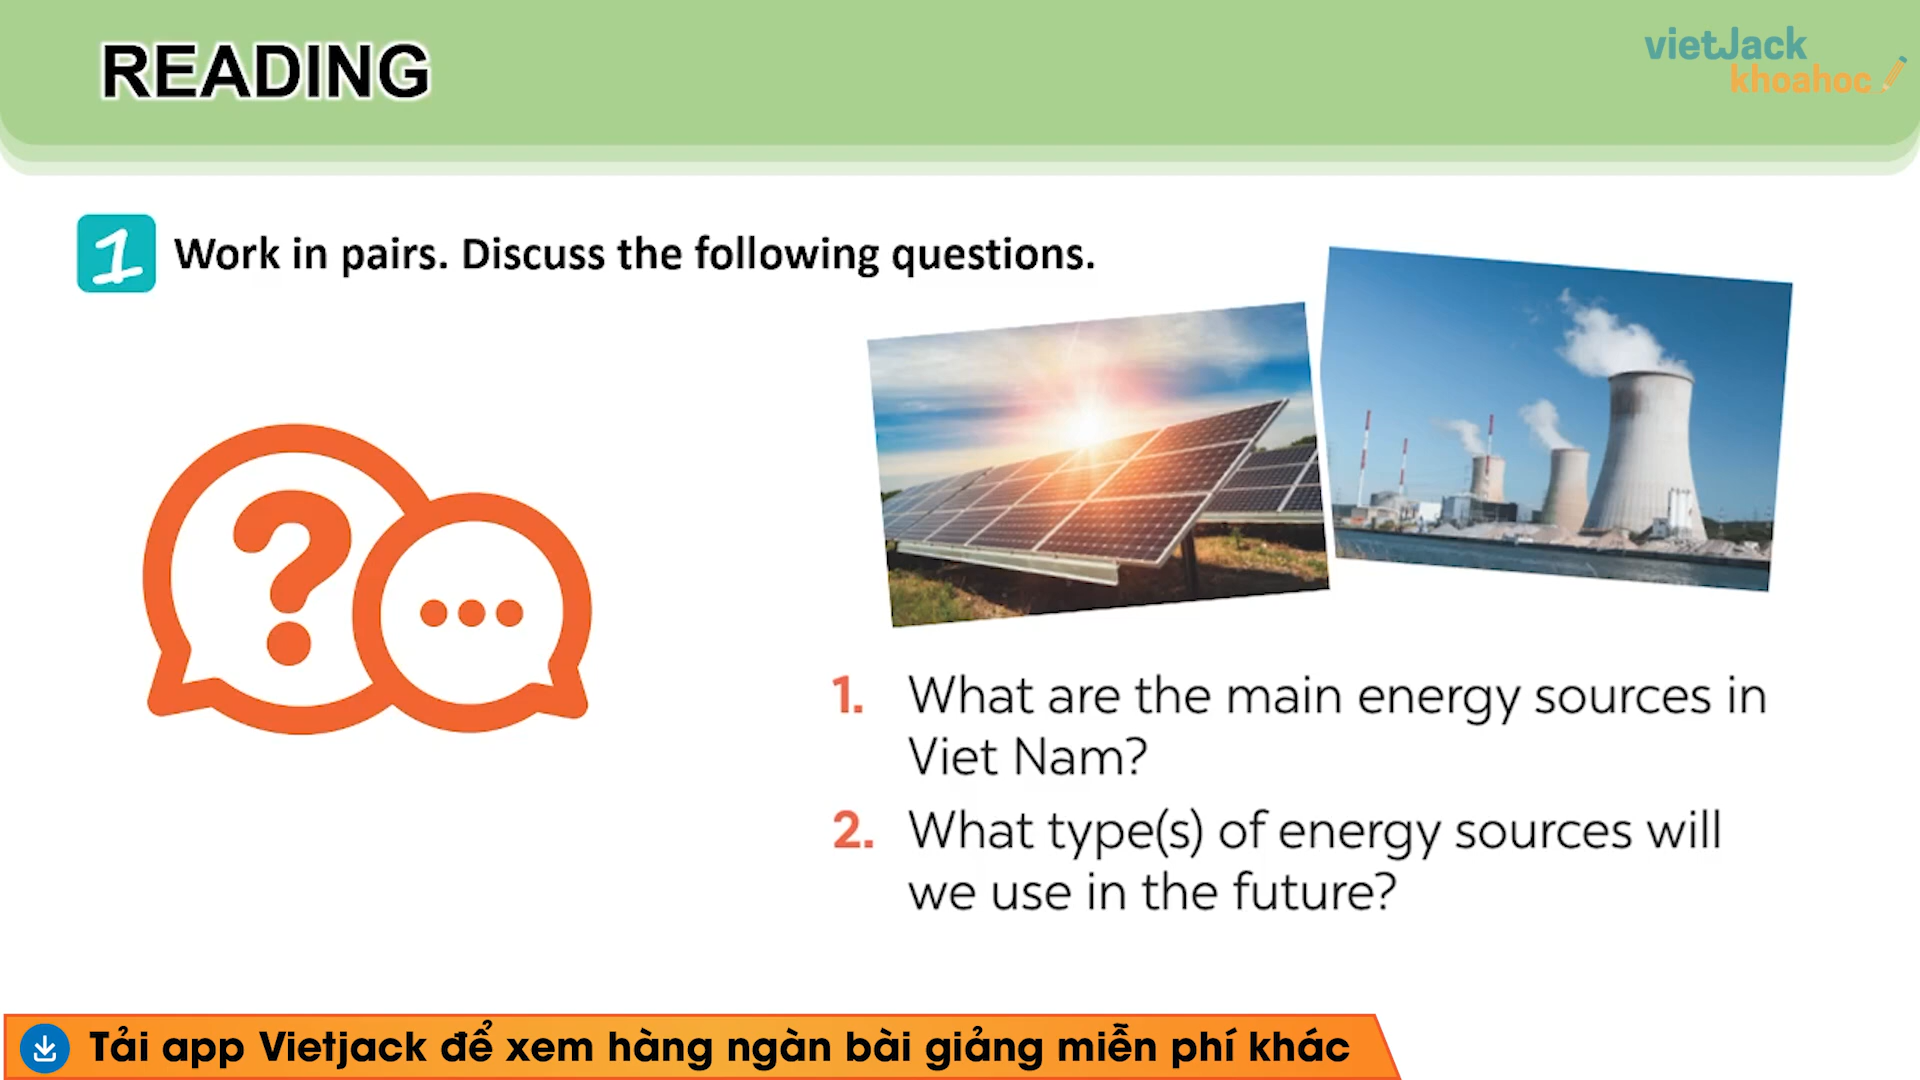 READING
vietJack
khoahoc
1 Work in pairs. Discuss the following questions.
1. What are the main energy sources in
Viet Nam?
2. What type(s) of energy sources will
we use in the future?
Tải app Vietjack để xem hàng ngàn bài giảng miễn phí khác